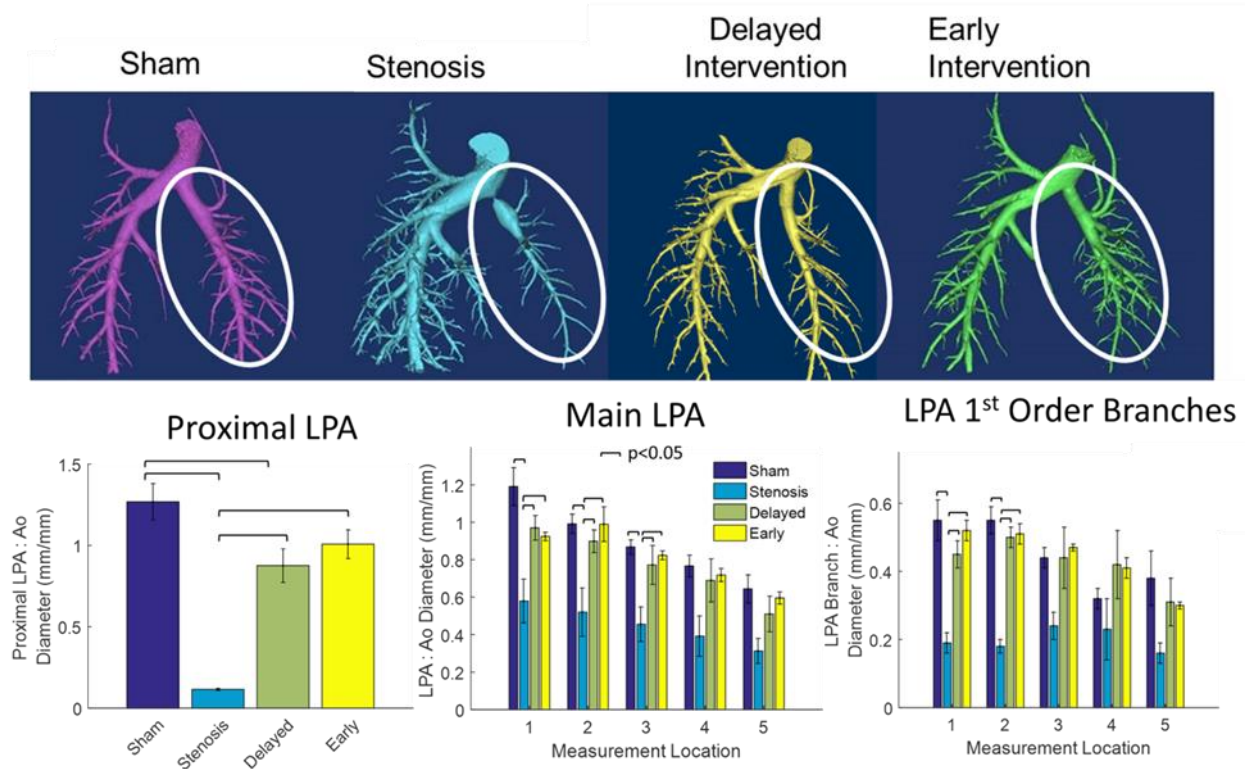 Sham
Stenosis
Delayed
Intervention
Early
Intervention
Proximal LPA
Proximal LPA : Ao
Diameter (mm/mm)
1.5
1
0.5
0
Sham
Stenosis
Delayed
Early
Main LPA
LPA : Ao Diameter (mm/mm)
1.2
1
0.8
0.6
0.4
0.2
0
p<0.05
Sham
Stenosis
Delayed
Early
1 2 3 4 5
Measurement Location
LPA 1st Order Branches
LPA Branch : Ao
Diameter (mm/mm)
0.6
0.4
0.2
0
1 2 3 4 5
Measurement Location